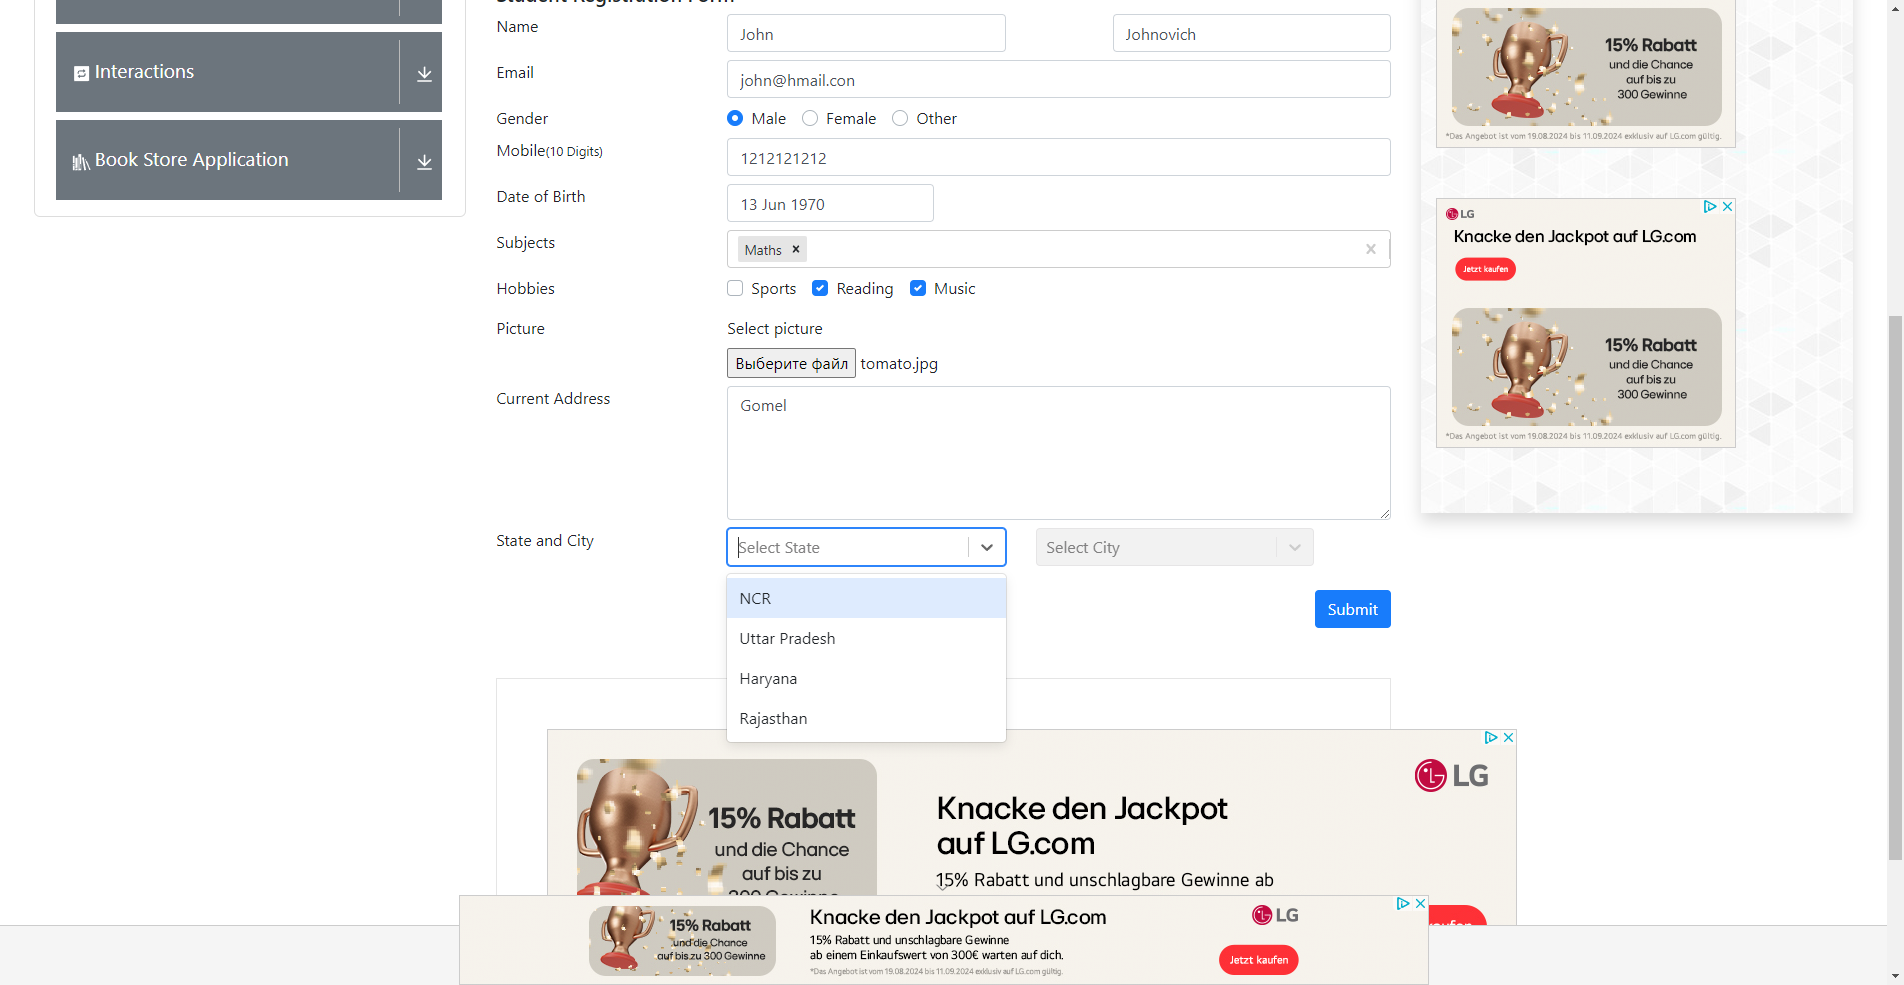 Student Registration Form
Interactions
Book Store Application
Name
John
Johnovich
Email
john@hmail.con
Gender
Male
Female
Other
Mobile(10 Digits)
1212121212
Date of Birth
13 Jun 1970
Subjects
Maths ×
Hobbies
Sports
Reading
Music
Picture
Select picture
Выберите файл tomato.jpg
Current Address
Gomel
State and City
Select State
Select City
NCR
Uttar Pradesh
Haryana
Rajasthan
Submit
15% Rabatt
und die Chance
auf bis zu
300 Gewinne
*Das Angebot ist vom 19.08.2024 bis 11.09.2024 exklusiv auf LG.com gültig.
LG
Knacke den Jackpot auf LG.com
Jetzt kaufen
15% Rabatt
und die Chance
auf bis zu
300 Gewinne
*Das Angebot ist vom 19.08.2024 bis 11.09.2024 exklusiv auf LG.com gültig.
15% Rabatt
und die Chance
auf bis zu
300 Gewinne
LG
Knacke den Jackpot
auf LG.com
15% Rabatt und unschlagbare Gewinne ab
kaufen
15% Rabatt
und die Chance
auf bis zu 300 Gewinne
Knacke den Jackpot auf LG.com
15% Rabatt und unschlagbare Gewinne
ab einem Einkaufswert von 300€ warten auf dich.
*Das Angebot ist vom 19.08.2024 bis 11.09.2024 exklusiv auf LG.com gültig.
LG
Jetzt kaufen